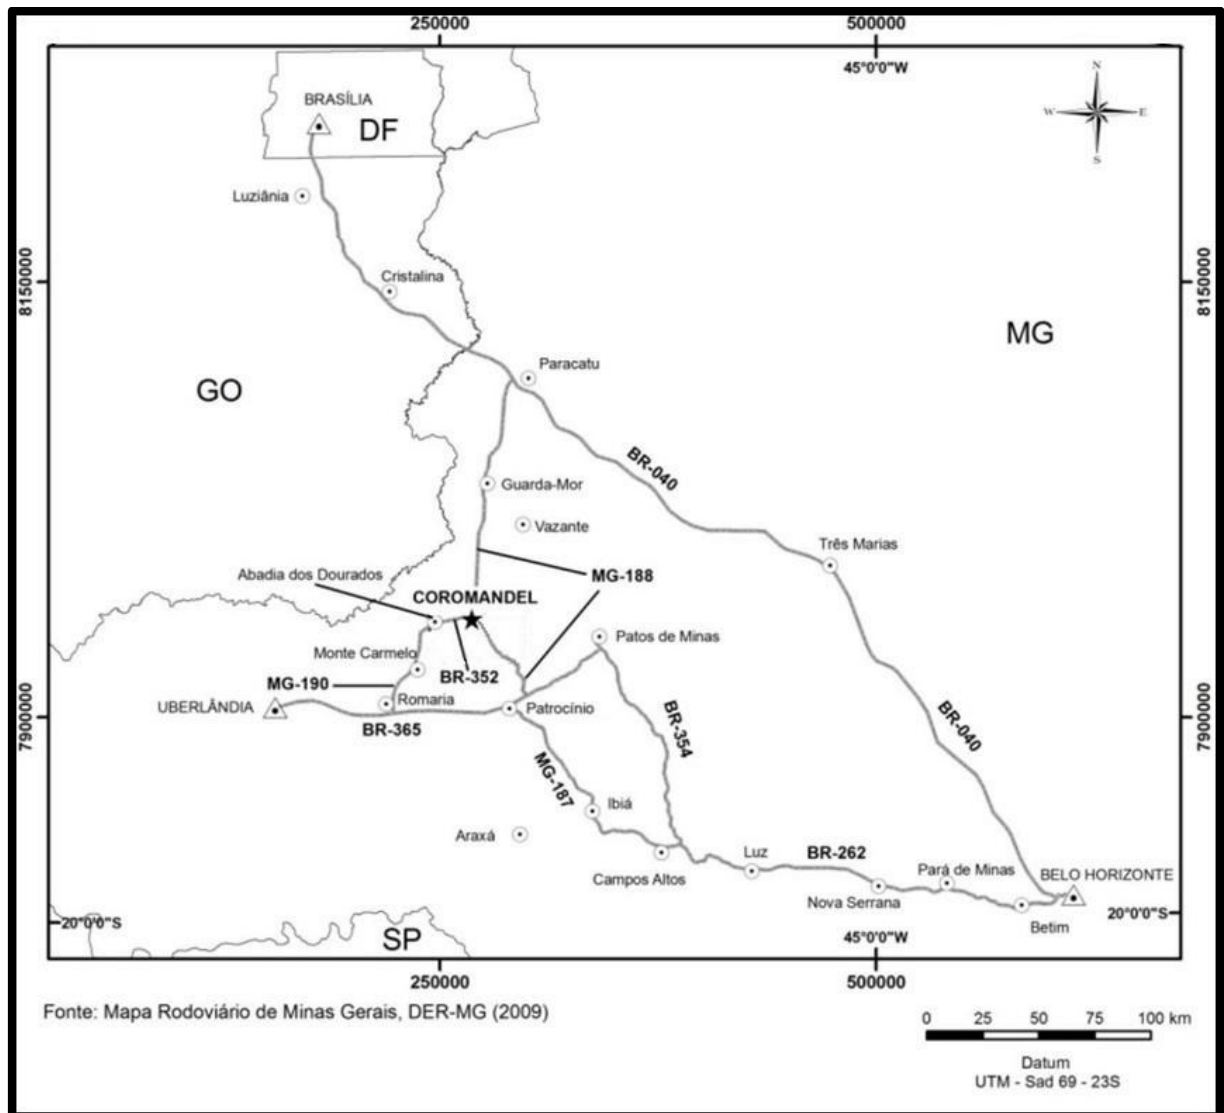 250000
500000
45°0'0"W
N
W
E
S
BRASÍLIA
DF
Luziânia
8150000
8150000
Cristalina
MG
Paracatu
GO
BR-040
Guarda-Mor
Vazante
Três Marias
Abadia dos Dourados
MG-188
COROMANDEL
Patos de Minas
Monte Carmelo
BR-352
MG-190
Romaria
UBERLÂNDIA
Patrocínio
7900000
7900000
BR-365
BR-354
BR-040
MG-187
Ibiá
Araxá
Luz
BR-262
Campos Altos
Pará de Minas
BELO HORIZONTE
Nova Serrana
20°0'0"S
20°0'0"S
Betim
SP
45°0'0"W
250000
500000
Fonte: Mapa Rodoviário de Minas Gerais, DER-MG (2009)
0 25 50 75 100 km
Datum
UTM - Sad 69 - 23S